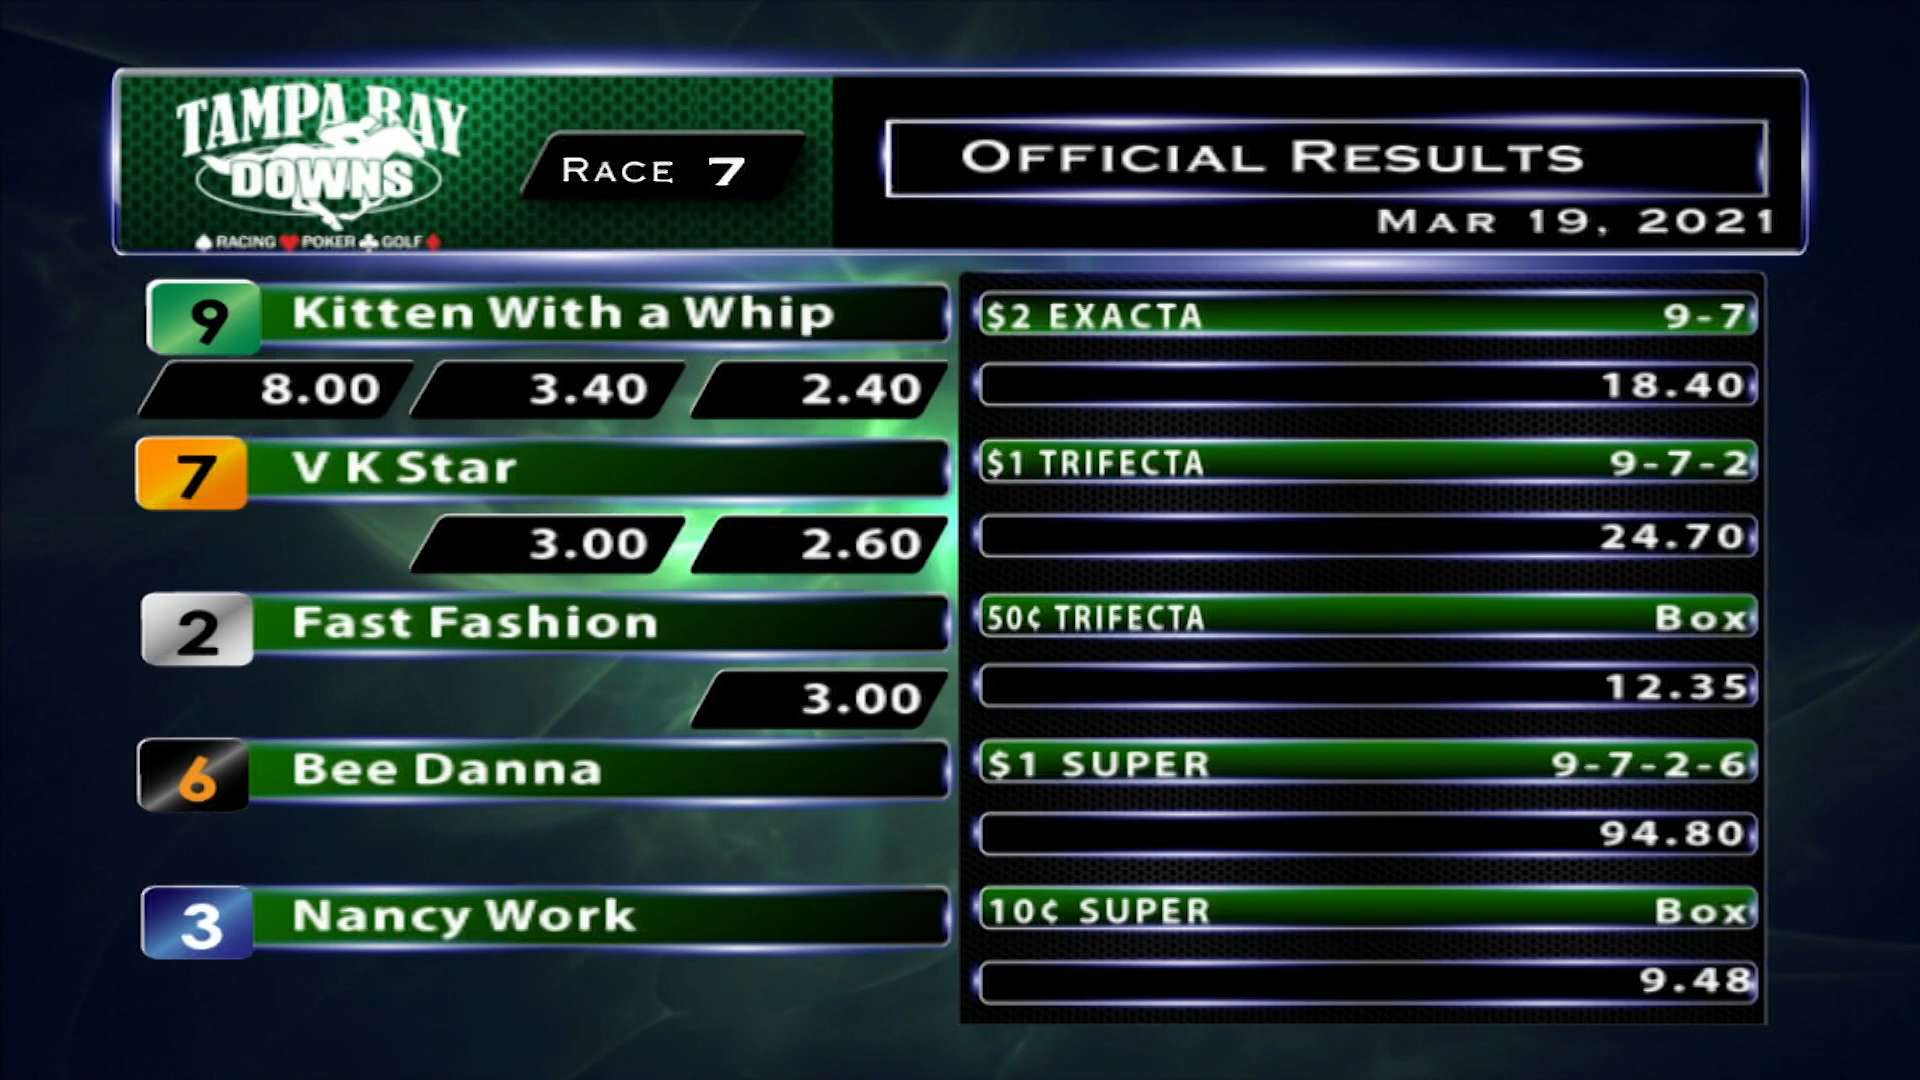 TAMPA BAY
DOWNS
RACING POKER GOLF
RACE 7
OFFICIAL RESULTS
MAR 19, 2021
9 Kitten With a Whip
8.00 3.40 2.40
7 V K Star
3.00 2.60
2 Fast Fashion
3.00
6 Bee Danna
3 Nancy Work
$2 EXACTA 9-7
18.40
$1 TRIFECTA 9-7-2
24.70
50¢ TRIFECTA Box
12.35
$1 SUPER 9-7-2-6
94.80
10¢ SUPER Box
9.48